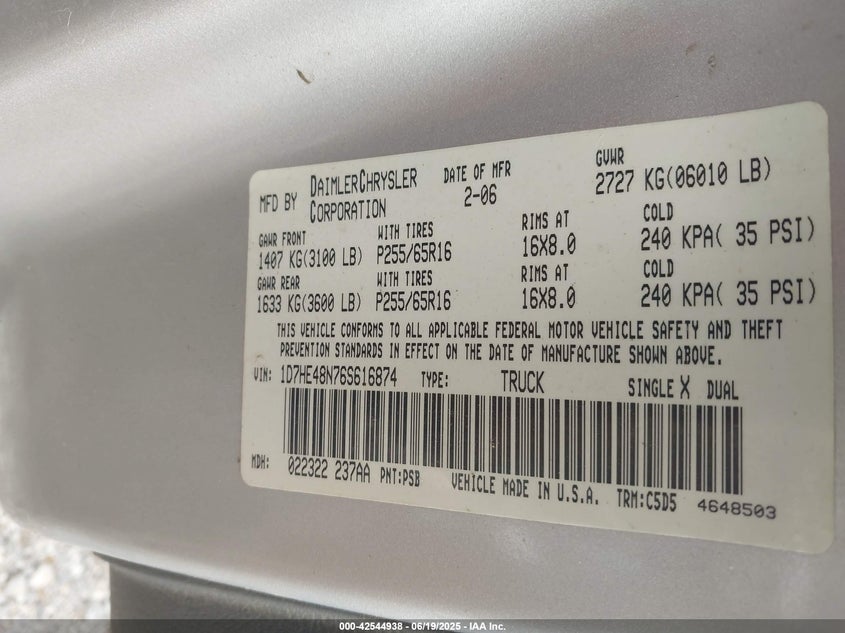 MFD BY DAIMLERCHRYSLER CORPORATION DATE OF MFR 2-06 GVWR 2727 KG(06010 LB)
GAWR FRONT WITH TIRES RIMS AT COLD
1407 KG(3100 LB) P255/65R16 16X8.0 240 KPA( 35 PSI)
GAWR REAR WITH TIRES RIMS AT COLD
1633 KG(3600 LB) P255/65R16 16X8.0 240 KPA( 35 PSI)
THIS VEHICLE CONFORMS TO ALL APPLICABLE FEDERAL MOTOR VEHICLE SAFETY AND THEFT
PREVENTION STANDARDS IN EFFECT ON THE DATE OF MANUFACTURE SHOWN ABOVE.
VIN: 1D7HE48N76S616874 TYPE: TRUCK SINGLE X DUAL
MDH: 022322 237AA PNT:PSB VEHICLE MADE IN U.S.A. TRM:C5D5 4648503
000-42544938 - 06/19/2025 - IAA Inc.